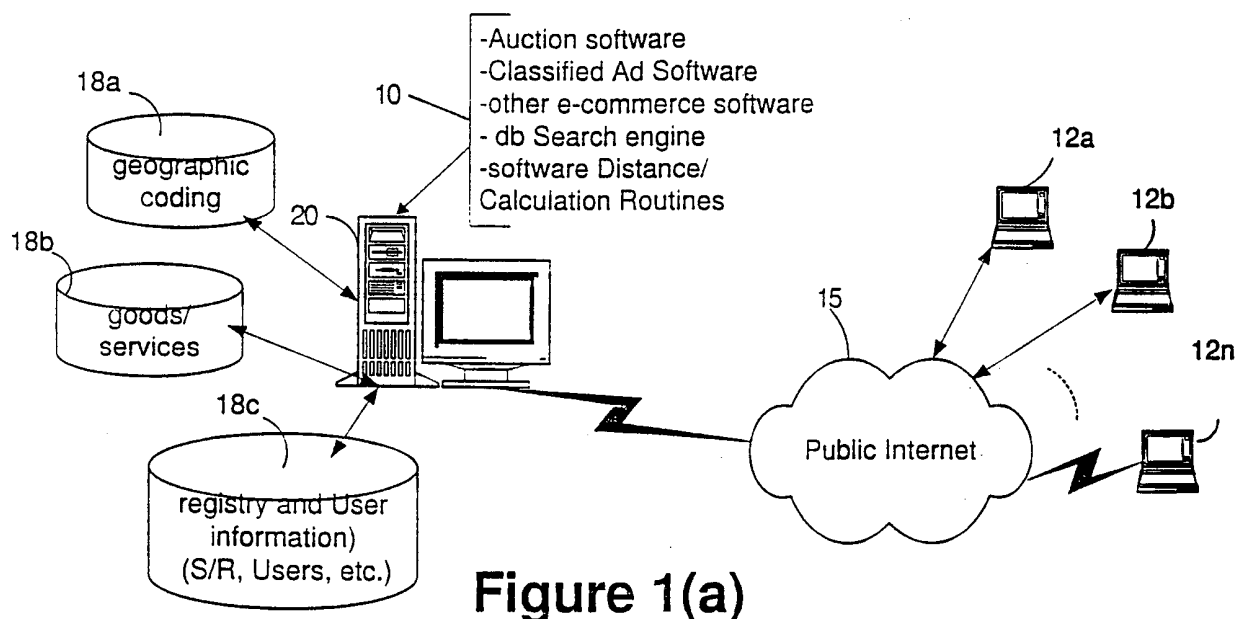 -Auction software
-Classified Ad Software
-other e-commerce software
- db Search engine
-software Distance/
Calculation Routines
10
18a
geographic
coding
20
18b
goods/
services
18c
registry and User
information)
(S/R, Users, etc.)
12a
12b
15
12n
Public Internet
Figure 1(a)